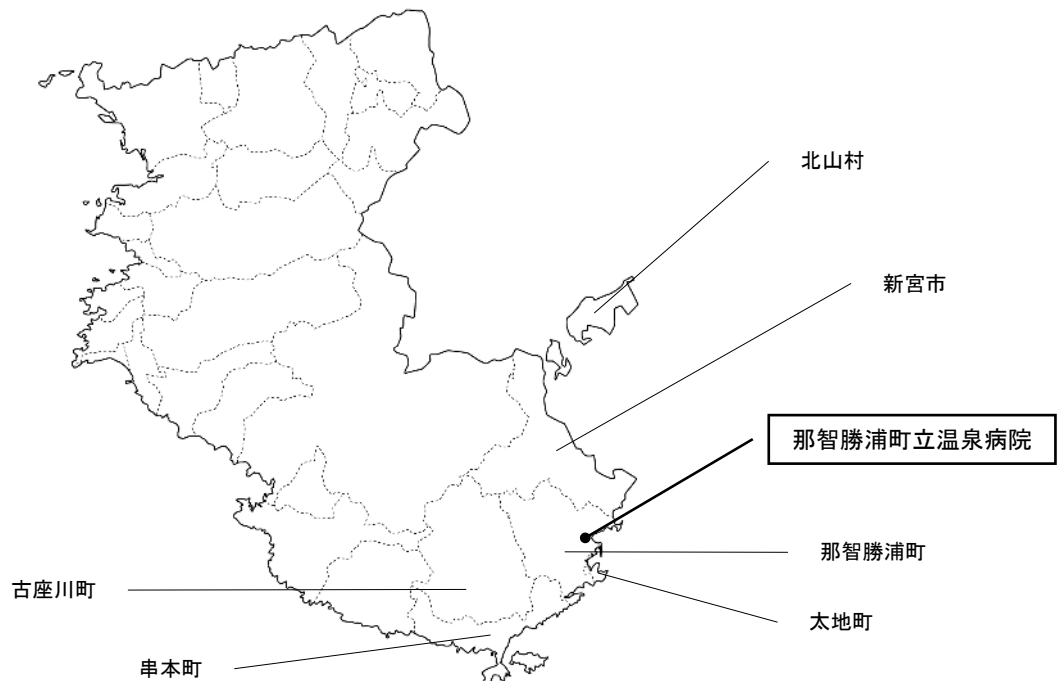 北山村
新宮市
那智勝浦町立温泉病院
那智勝浦町
古座川町
太地町
串本町